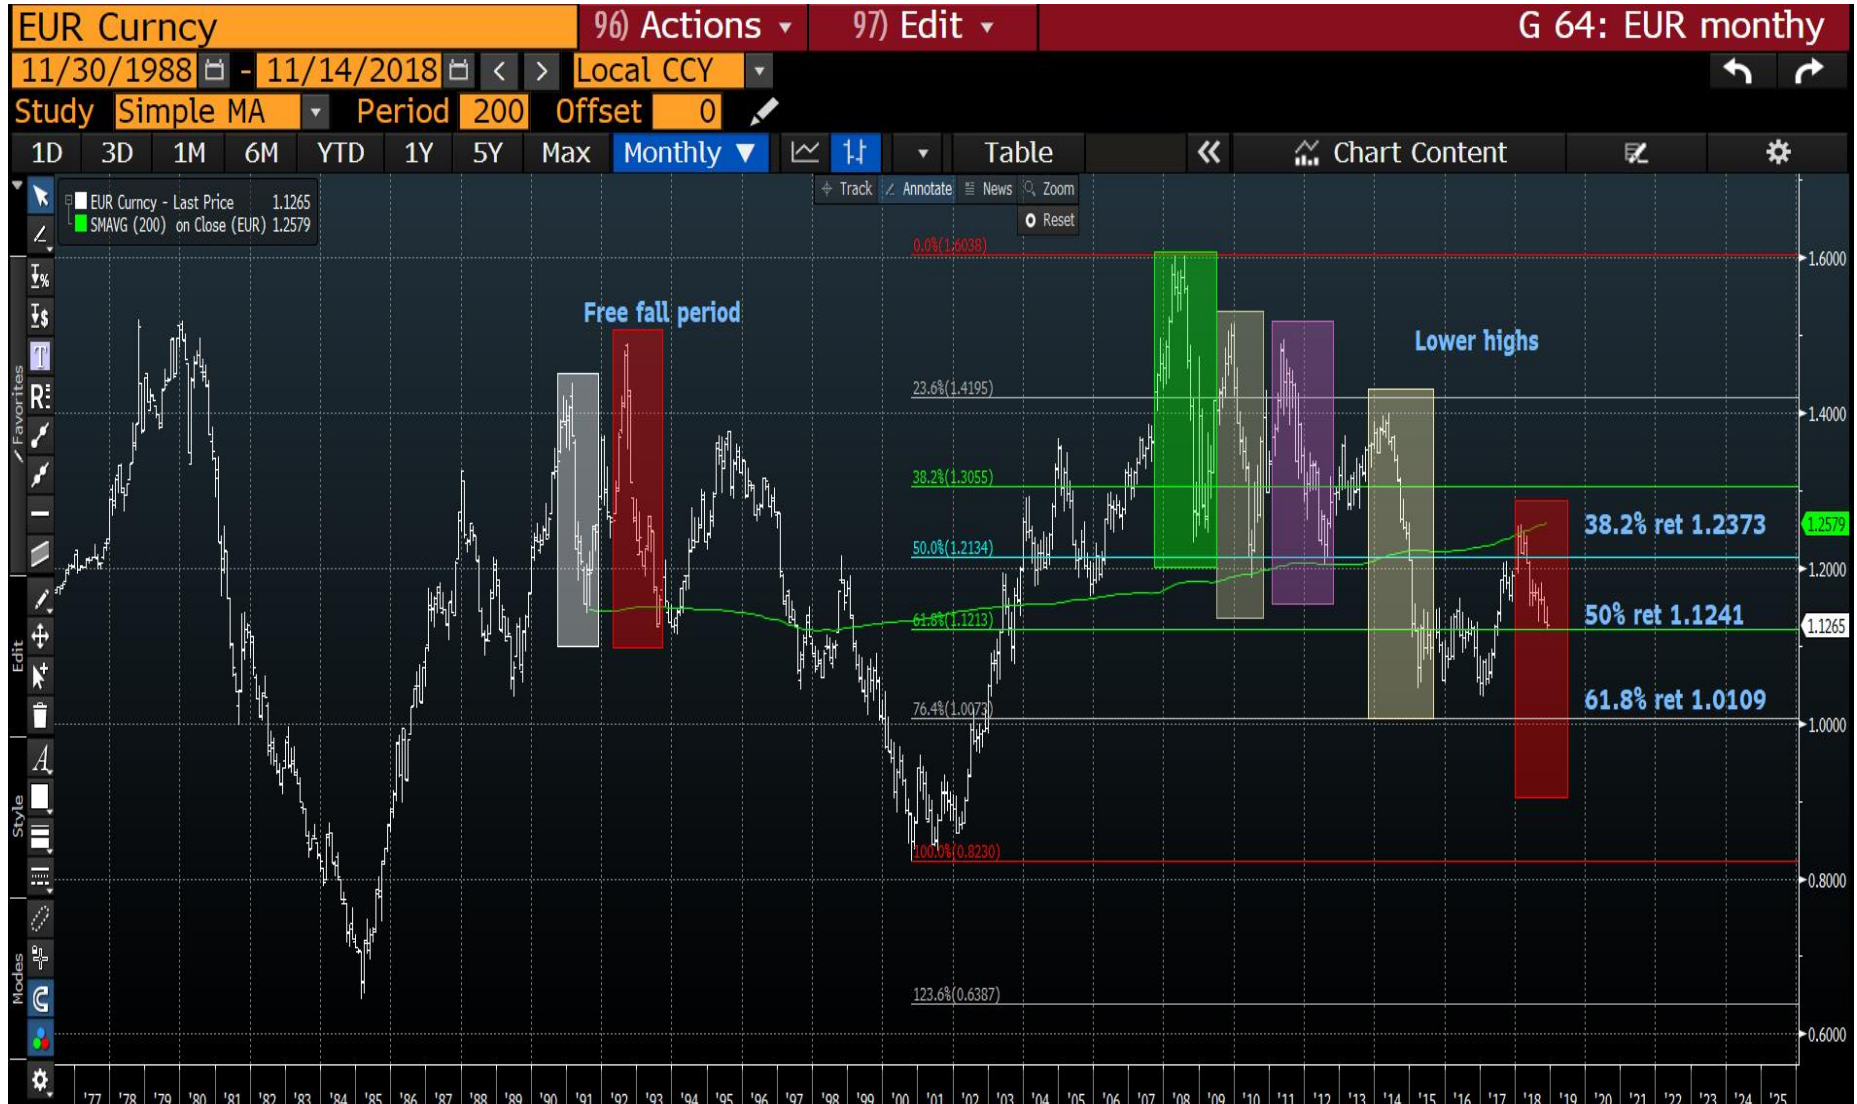 EUR Curncy 96) Actions 97) Edit G 64: EUR monthy
11/30/1988 - 11/14/2018 Local CCY
Study Simple MA Period 200 Offset 0
1D 3D 1M 6M YTD 1Y 5Y Max Monthly ▼ Table « Chart Content
Track Annotate News Zoom
Reset
EUR Curncy - Last Price 1.1265
SMAVG (200) on Close (EUR) 1.2579
Favorites
Edit
Style
Modes
Free fall period
Lower highs
0.0%(1.6038)
23.6%(1.4195)
38.2%(1.3055)
50.0%(1.2134)
61.8%(1.1213)
76.4%(1.0073)
100.0%(0.8230)
123.6%(0.6387)
38.2% ret 1.2373
50% ret 1.1241
61.8% ret 1.0109
1.6000
1.4000
1.2579
1.2000
1.1265
1.0000
0.8000
0.6000
'77 '78 '79 '80 '81 '82 '83 '84 '85 '86 '87 '88 '89 '90 '91 '92 '93 '94 '95 '96 '97 '98 '99 '00 '01 '02 '03 '04 '05 '06 '07 '08 '09 '10 '11 '12 '13 '14 '15 '16 '17 '18 '19 '20 '21 '22 '23 '24 '25